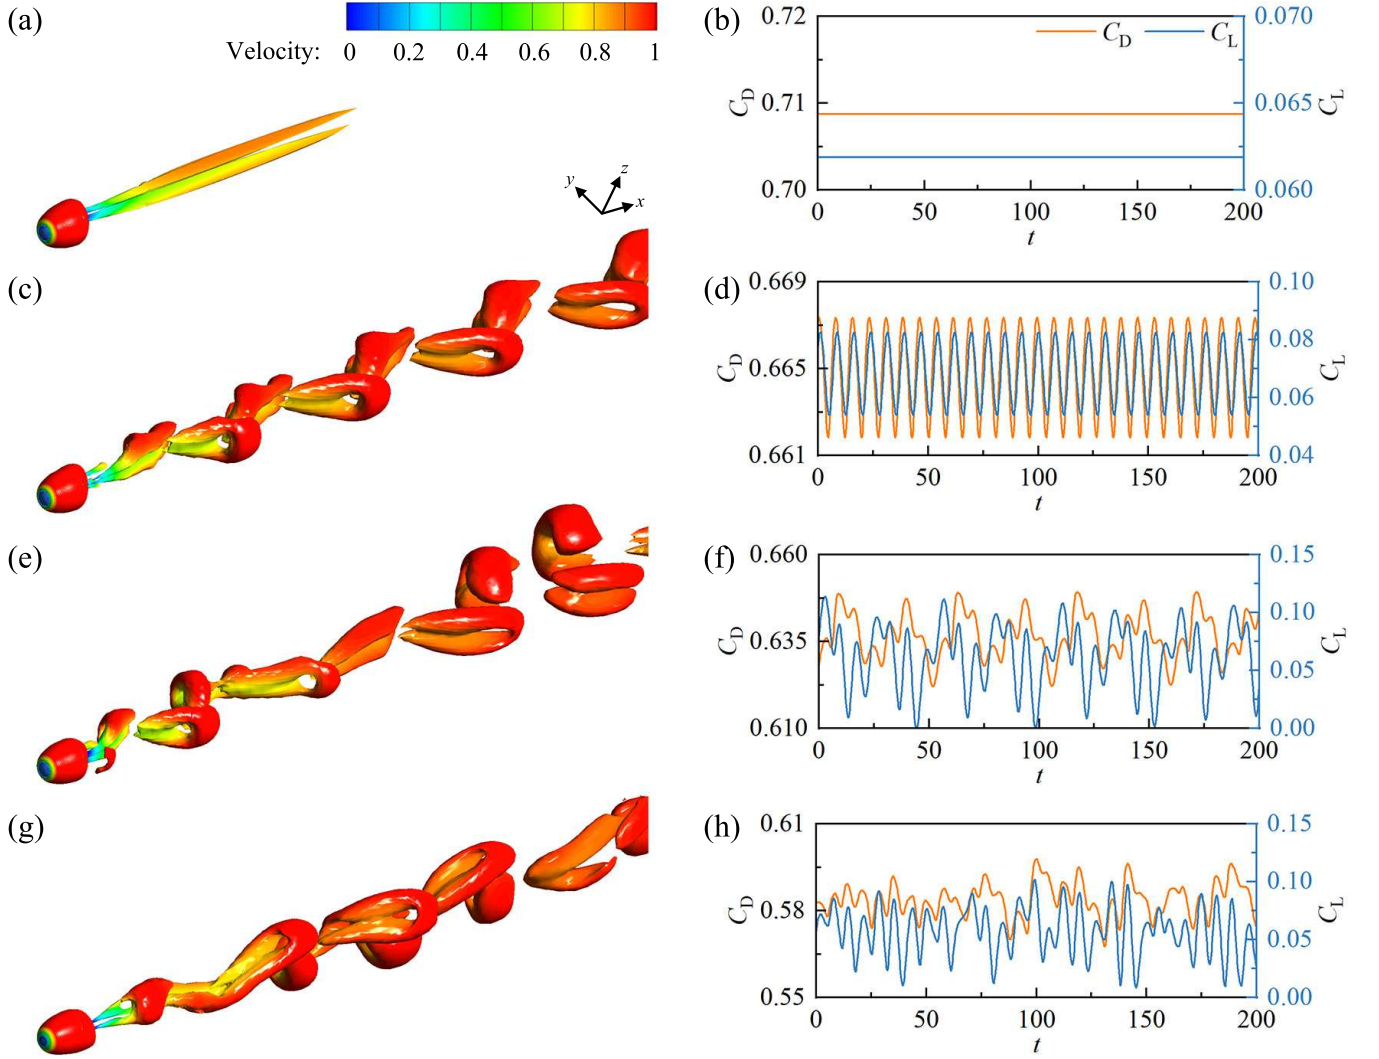 (a)
Velocity: 0 0.2 0.4 0.6 0.8 1
y z x
(b)
0.72 0.070
C_D C_L
C_D 0.71 0.065 C_L
0.70 0.060
0 50 100 150 200
t
(c)
(d)
0.669 0.10
0.08
C_D 0.665 C_L
0.06
0.661 0.04
0 50 100 150 200
t
(e)
(f)
0.660 0.15
0.10
C_D 0.635 C_L
0.05
0.610 0.00
0 50 100 150 200
t
(g)
(h)
0.61 0.15
0.10
C_D 0.58 C_L
0.05
0.55 0.00
0 50 100 150 200
t